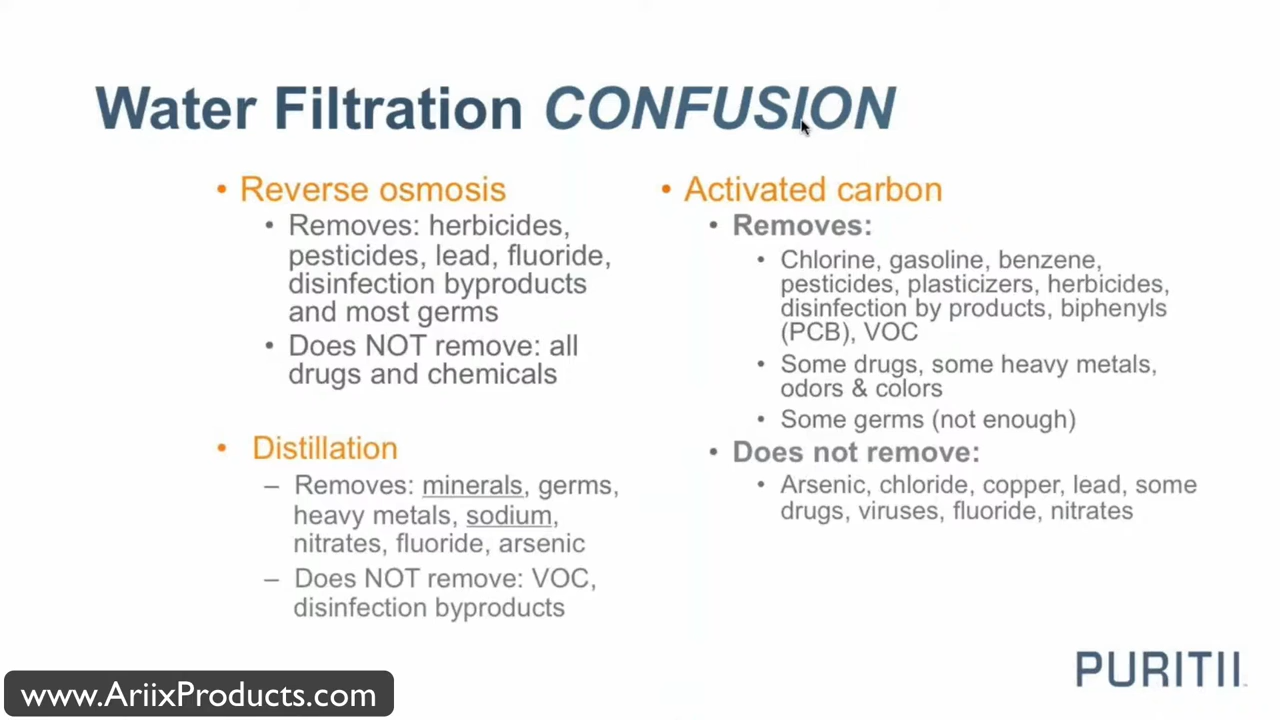 Water Filtration CONFUSION
• Reverse osmosis
• Removes: herbicides,
pesticides, lead, fluoride,
disinfection byproducts
and most germs
• Does NOT remove: all
drugs and chemicals
• Distillation
– Removes: minerals, germs,
heavy metals, sodium,
nitrates, fluoride, arsenic
– Does NOT remove: VOC,
disinfection byproducts
• Activated carbon
• Removes:
• Chlorine, gasoline, benzene,
pesticides, plasticizers, herbicides,
disinfection by products, biphenyls
(PCB), VOC
• Some drugs, some heavy metals,
odors & colors
• Some germs (not enough)
• Does not remove:
• Arsenic, chloride, copper, lead, some
drugs, viruses, fluoride, nitrates
PURITII
www.AriixProducts.com